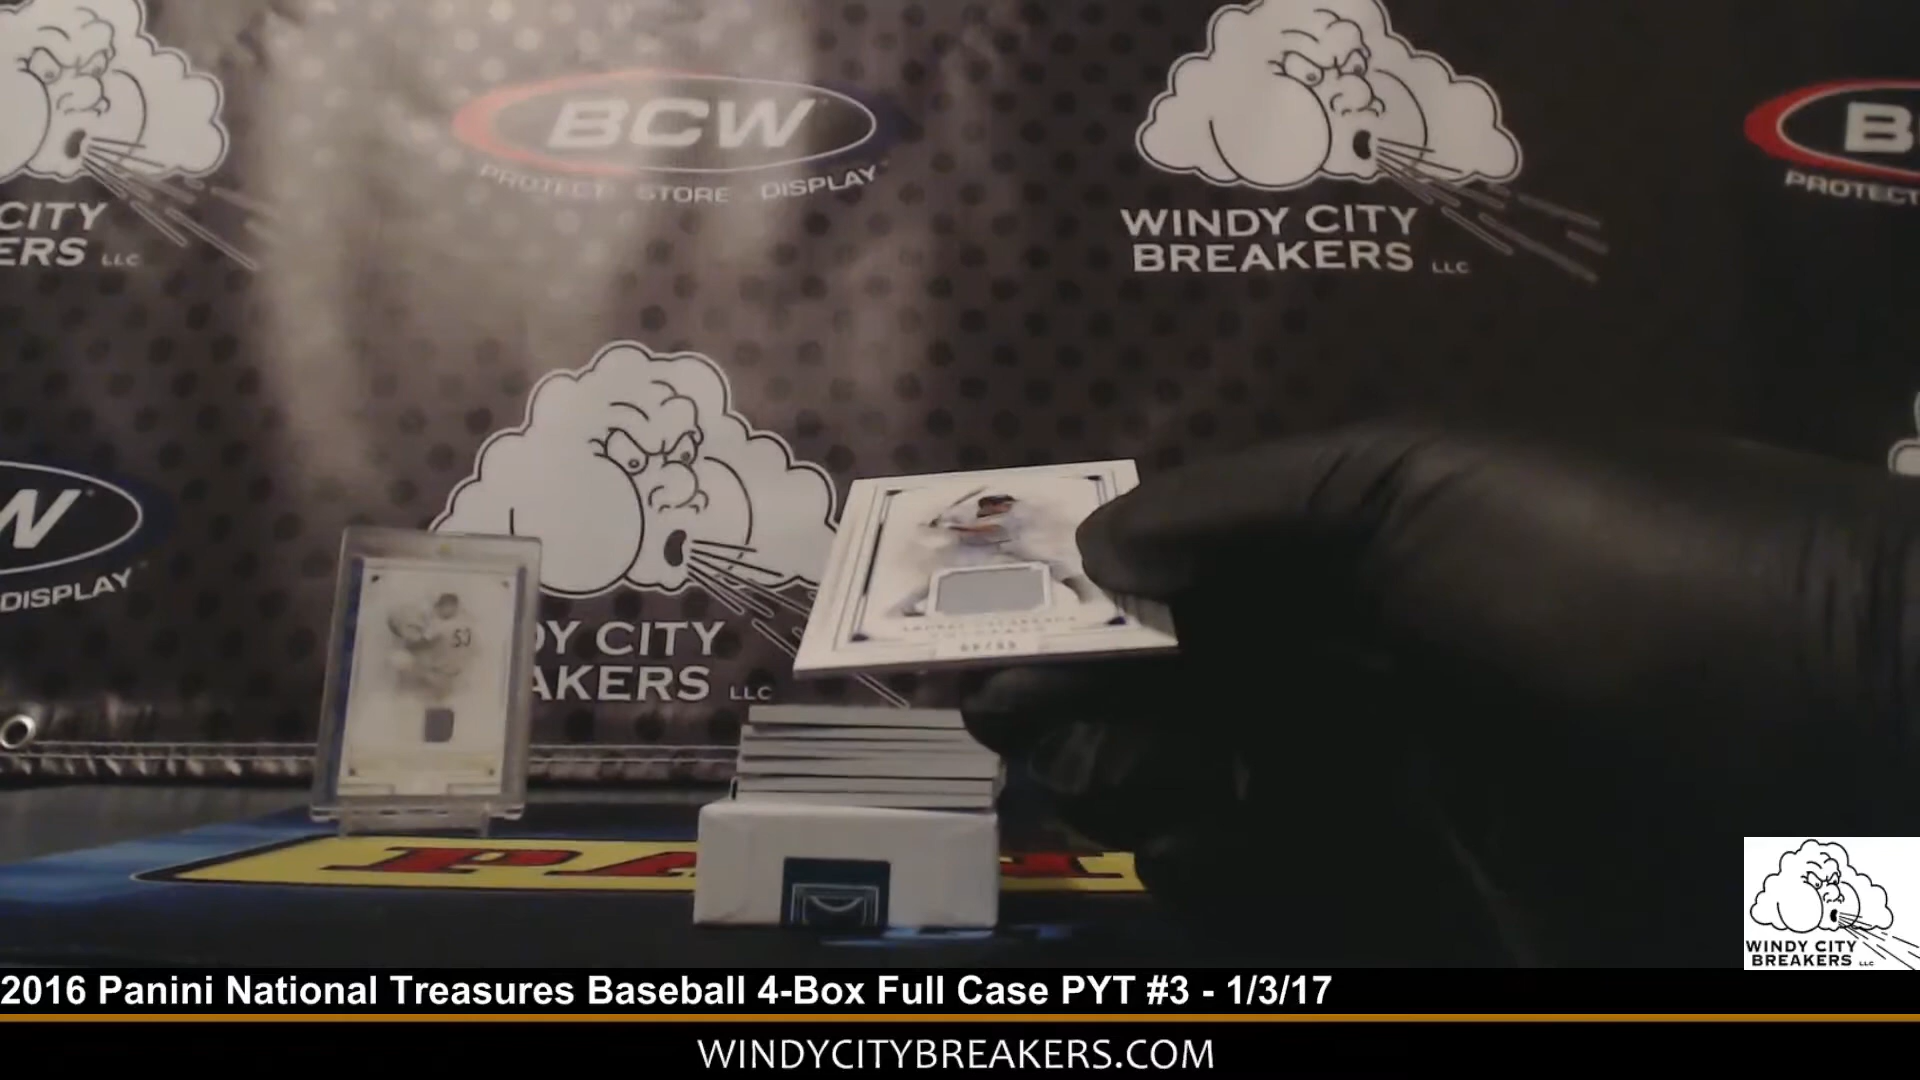 BCW
PROTECT STORE DISPLAY
CITY
ERS LLC
WINDY CITY
BREAKERS LLC
B
PROTECT
W
DISPLAY
DY CITY
AKERS LLC
53
WINDY CITY
BREAKERS LLC
2016 Panini National Treasures Baseball 4-Box Full Case PYT #3 - 1/3/17
WINDYCITYBREAKERS.COM